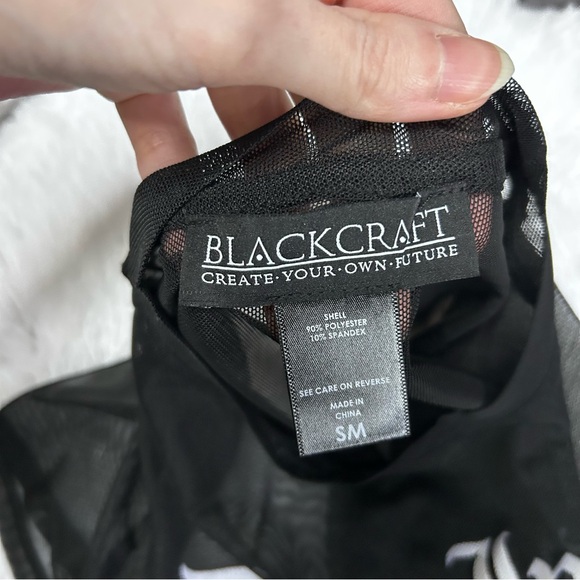 BLACKCRAFT
CREATE·YOUR·OWN·FUTURE
SHELL
90% POLYESTER
10% SPANDEX
SEE CARE ON REVERSE
MADE IN
CHINA
SM